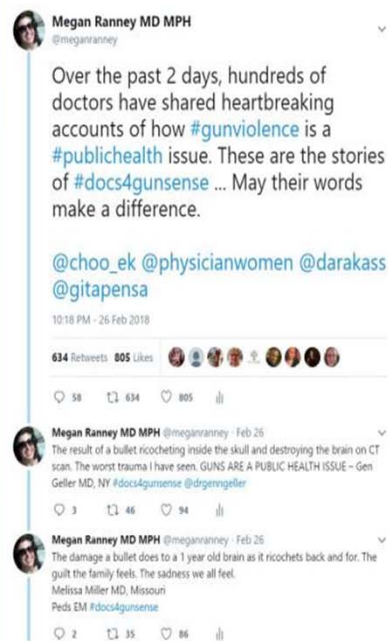 Megan Ranney MD MPH
@meganranney
Over the past 2 days, hundreds of
doctors have shared heartbreaking
accounts of how #gunviolence is a
#publichealth issue. These are the stories
of #docs4gunsense ... May their words
make a difference.
@choo_ek @physicianwomen @darakass
@gitapensa
10:18 PM - 26 Feb 2018
634 Retweets 805 Likes
58 634 805
Megan Ranney MD MPH @meganranney · Feb 26
The result of a bullet ricocheting inside the skull and destroying the brain on CT
scan. The worst trauma I have seen. GUNS ARE A PUBLIC HEALTH ISSUE – Gen
Geller MD, NY #docs4gunsense @drgenngeller
3 46 94
Megan Ranney MD MPH @meganranney · Feb 26
The damage a bullet does to a 1 year old brain as it ricochets back and for. The
guilt the family feels. The sadness we all feel.
Melissa Miller MD, Missouri
Peds EM #docs4gunsense
2 35 86